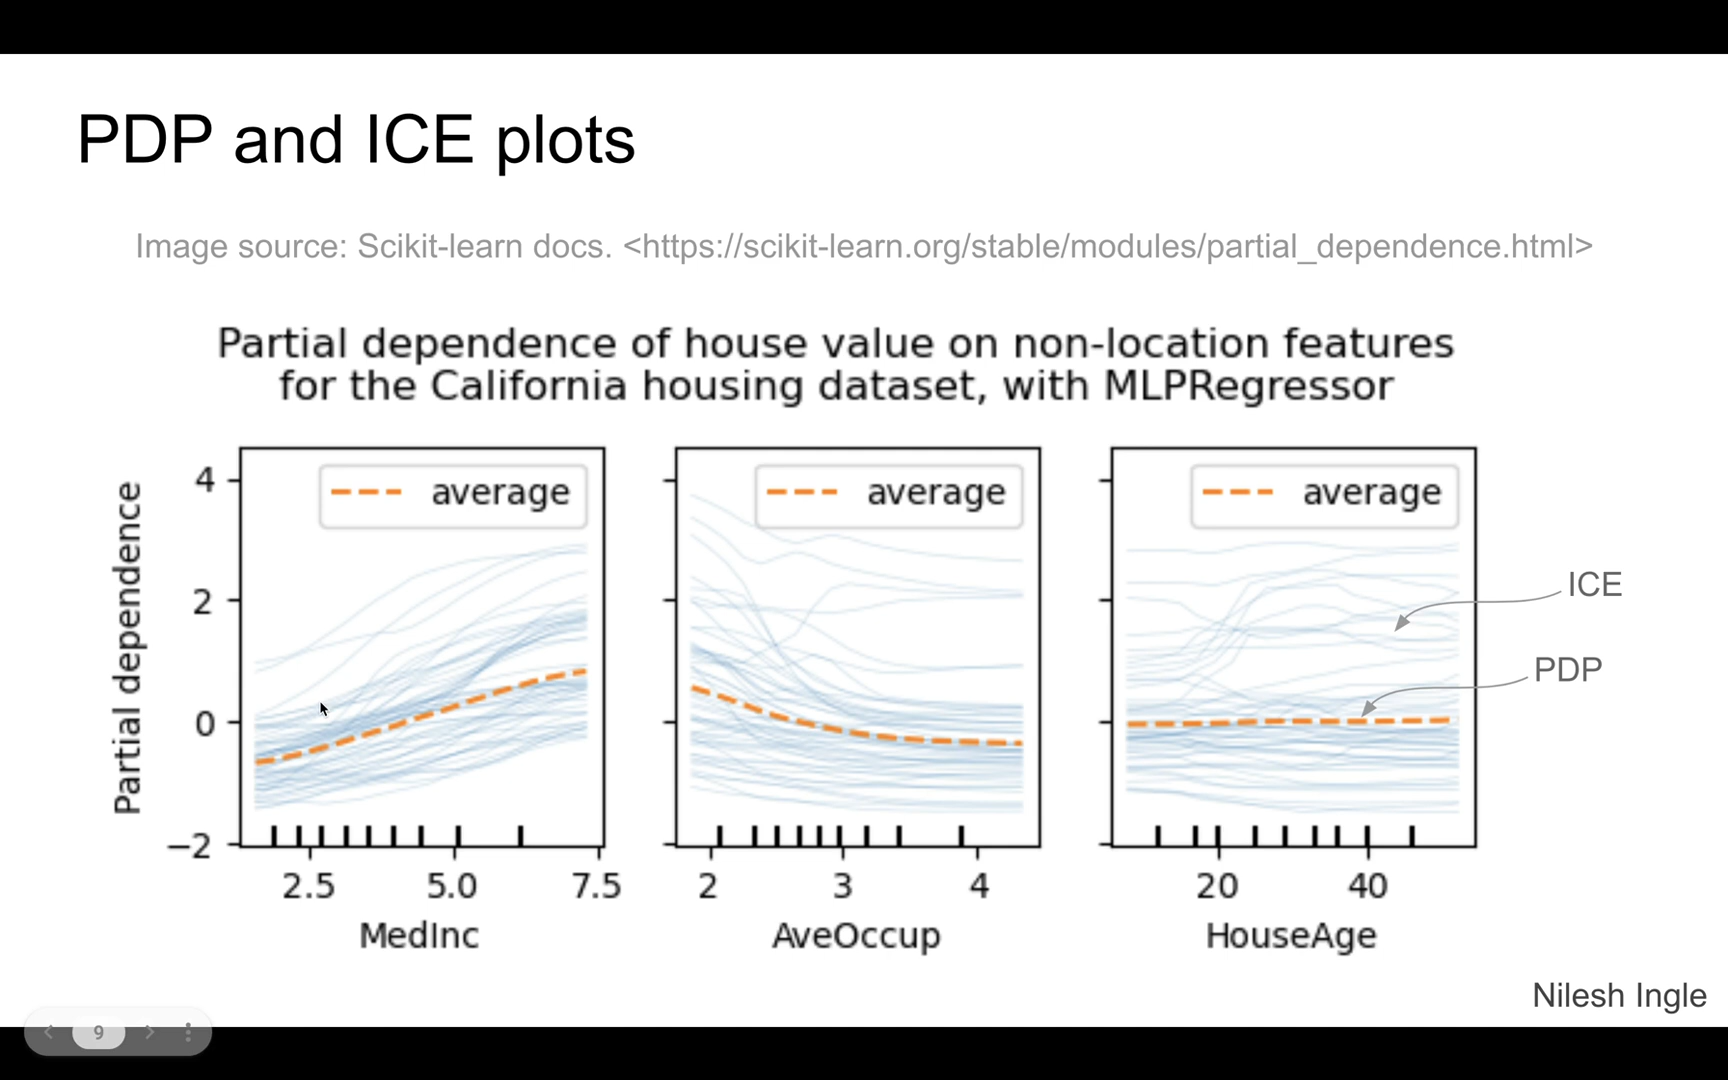 PDP and ICE plots
Image source: Scikit-learn docs. <https://scikit-learn.org/stable/modules/partial_dependence.html>
Partial dependence of house value on non-location features
for the California housing dataset, with MLPRegressor
Partial dependence
4
2
0
−2
average
2.5 5.0 7.5
MedInc
average
2 3 4
AveOccup
average
20 40
HouseAge
ICE
PDP
Nilesh Ingle
9